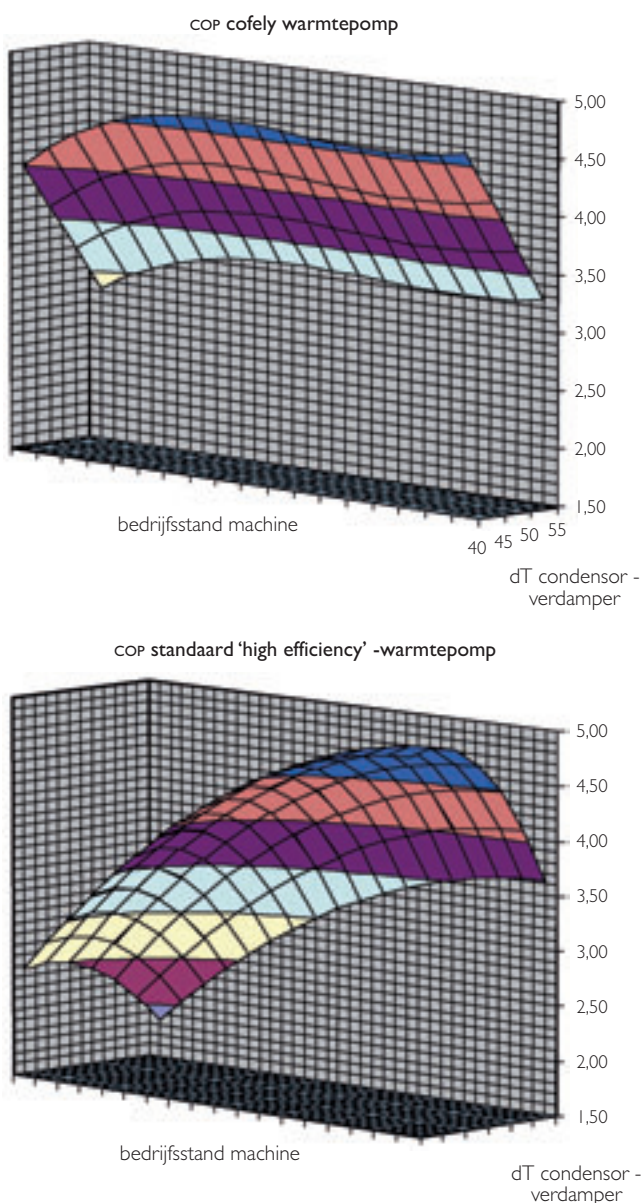 COP cofely warmtepomp
5,00
4,50
4,00
3,50
3,00
2,50
2,00
1,50
bedrijfsstand machine
40 45 50 55
dT condensor -
verdamper
COP standaard ‘high efficiency’ -warmtepomp
5,00
4,50
4,00
3,50
3,00
2,50
2,00
1,50
bedrijfsstand machine
dT condensor -
verdamper